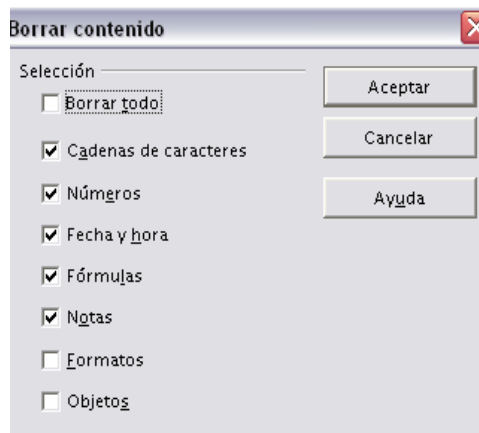 Borrar contenido
Selección
Borrar todo
Cadenas de caracteres
Números
Fecha y hora
Fórmulas
Notas
Formatos
Objetos
Aceptar
Cancelar
Ayuda